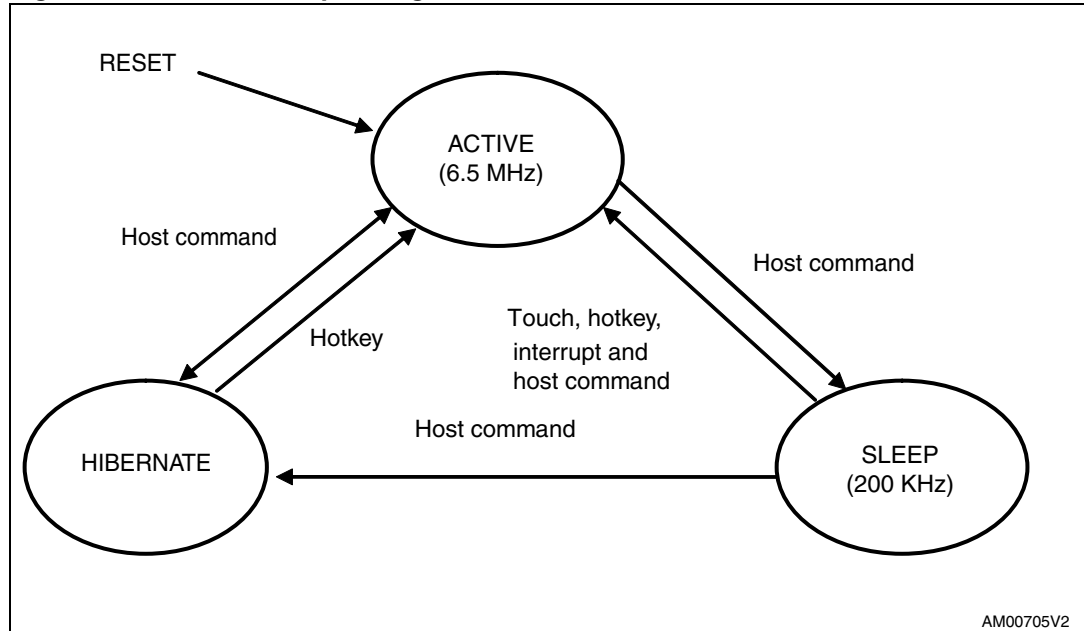 RESET
ACTIVE
(6.5 MHz)
Host command
Host command
Hotkey
Touch, hotkey,
interrupt and
host command
Host command
HIBERNATE
SLEEP
(200 KHz)
AM00705V2